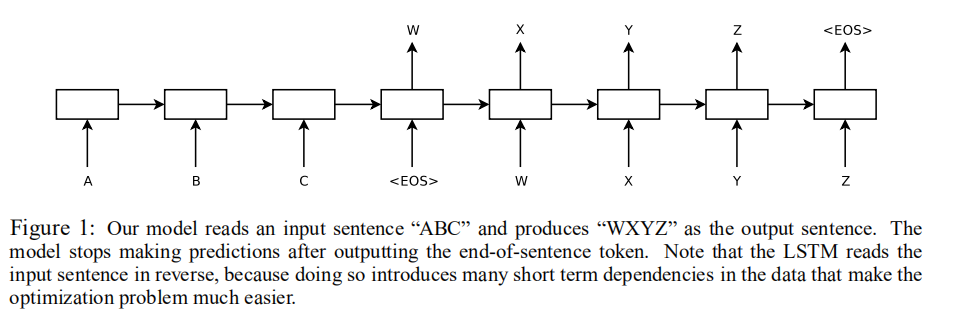 W X Y Z <EOS>
A B C <EOS> W X Y Z
Figure 1: Our model reads an input sentence “ABC” and produces “WXYZ” as the output sentence. The
model stops making predictions after outputting the end-of-sentence token. Note that the LSTM reads the
input sentence in reverse, because doing so introduces many short term dependencies in the data that make the
optimization problem much easier.